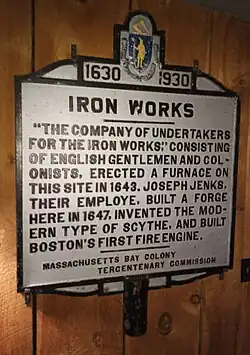 1630 1930
IRON WORKS
"THE COMPANY OF UNDERTAKERS
FOR THE IRON WORKS," CONSISTING
OF ENGLISH GENTLEMEN AND COL-
ONISTS, ERECTED A FURNACE ON
THIS SITE IN 1643. JOSEPH JENKS,
THEIR EMPLOYE, BUILT A FORGE
HERE IN 1647, INVENTED THE MOD-
ERN TYPE OF SCYTHE, AND BUILT
BOSTON'S FIRST FIRE ENGINE.
MASSACHUSETTS BAY COLONY
TERCENTENARY COMMISSION